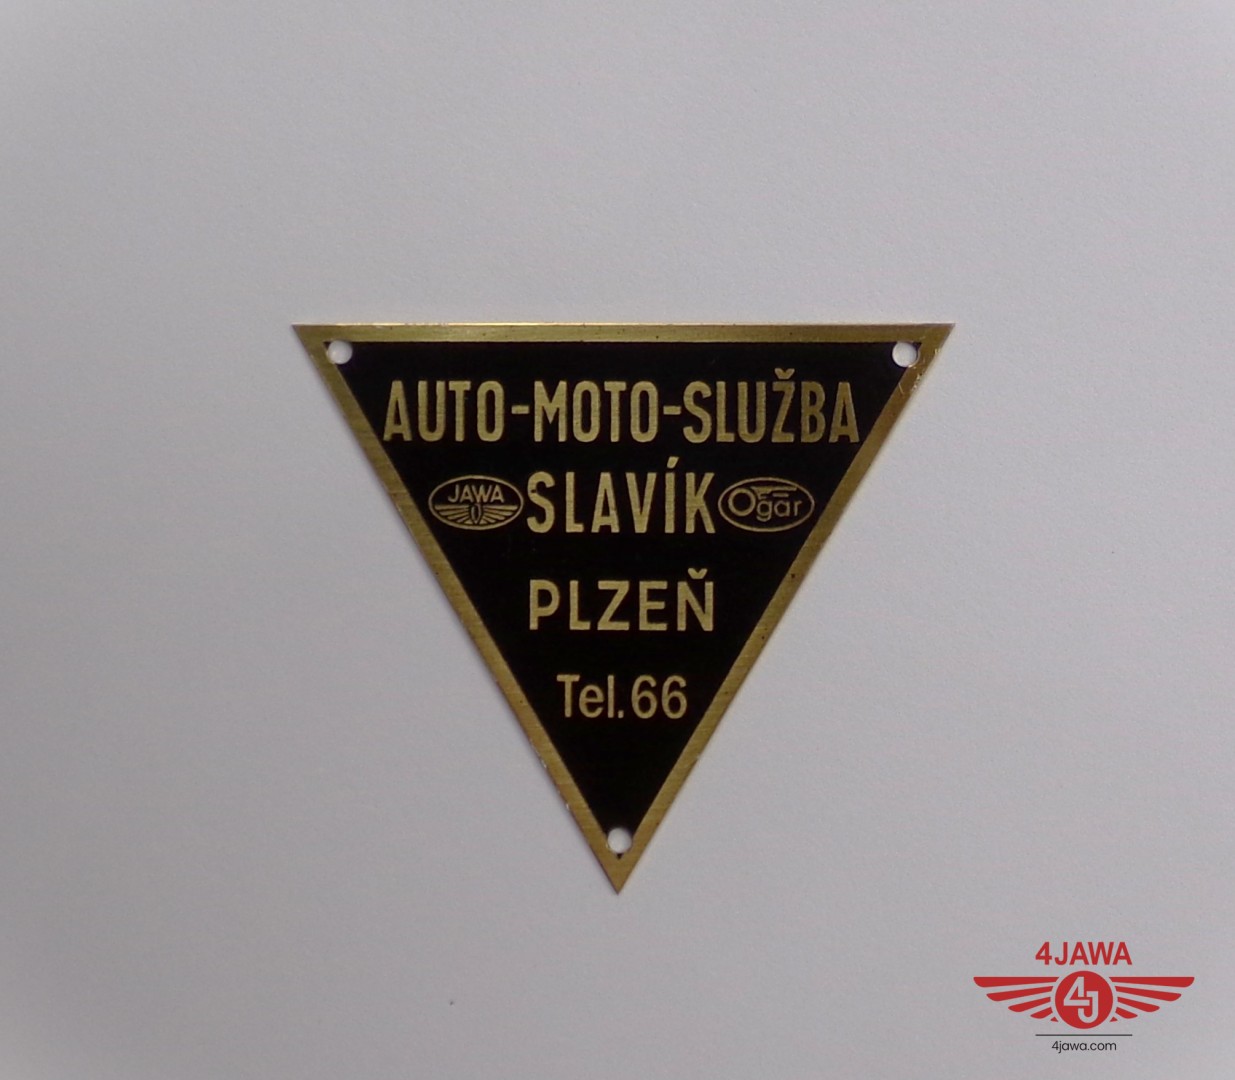 AUTO-MOTO-SLUŽBA
JAWA SLAVÍK Ogar
PLZEŇ
Tel.66
4JAWA
4J
4jawa.com